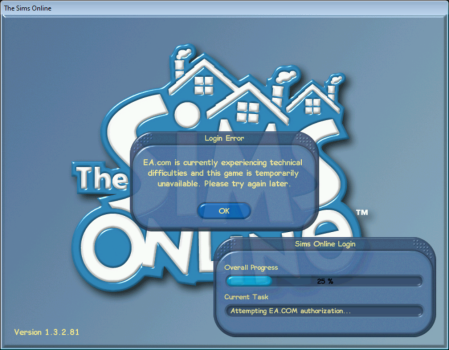 The Sims Online
The Sims
Online
TM
Login Error
EA.com is currently experiencing technical
difficulties and this game is temporarily
unavailable. Please try again later.
OK
Sims Online Login
Overall Progress
25 %
Current Task
Attempting EA.COM authorization...
Version 1.3.2.81